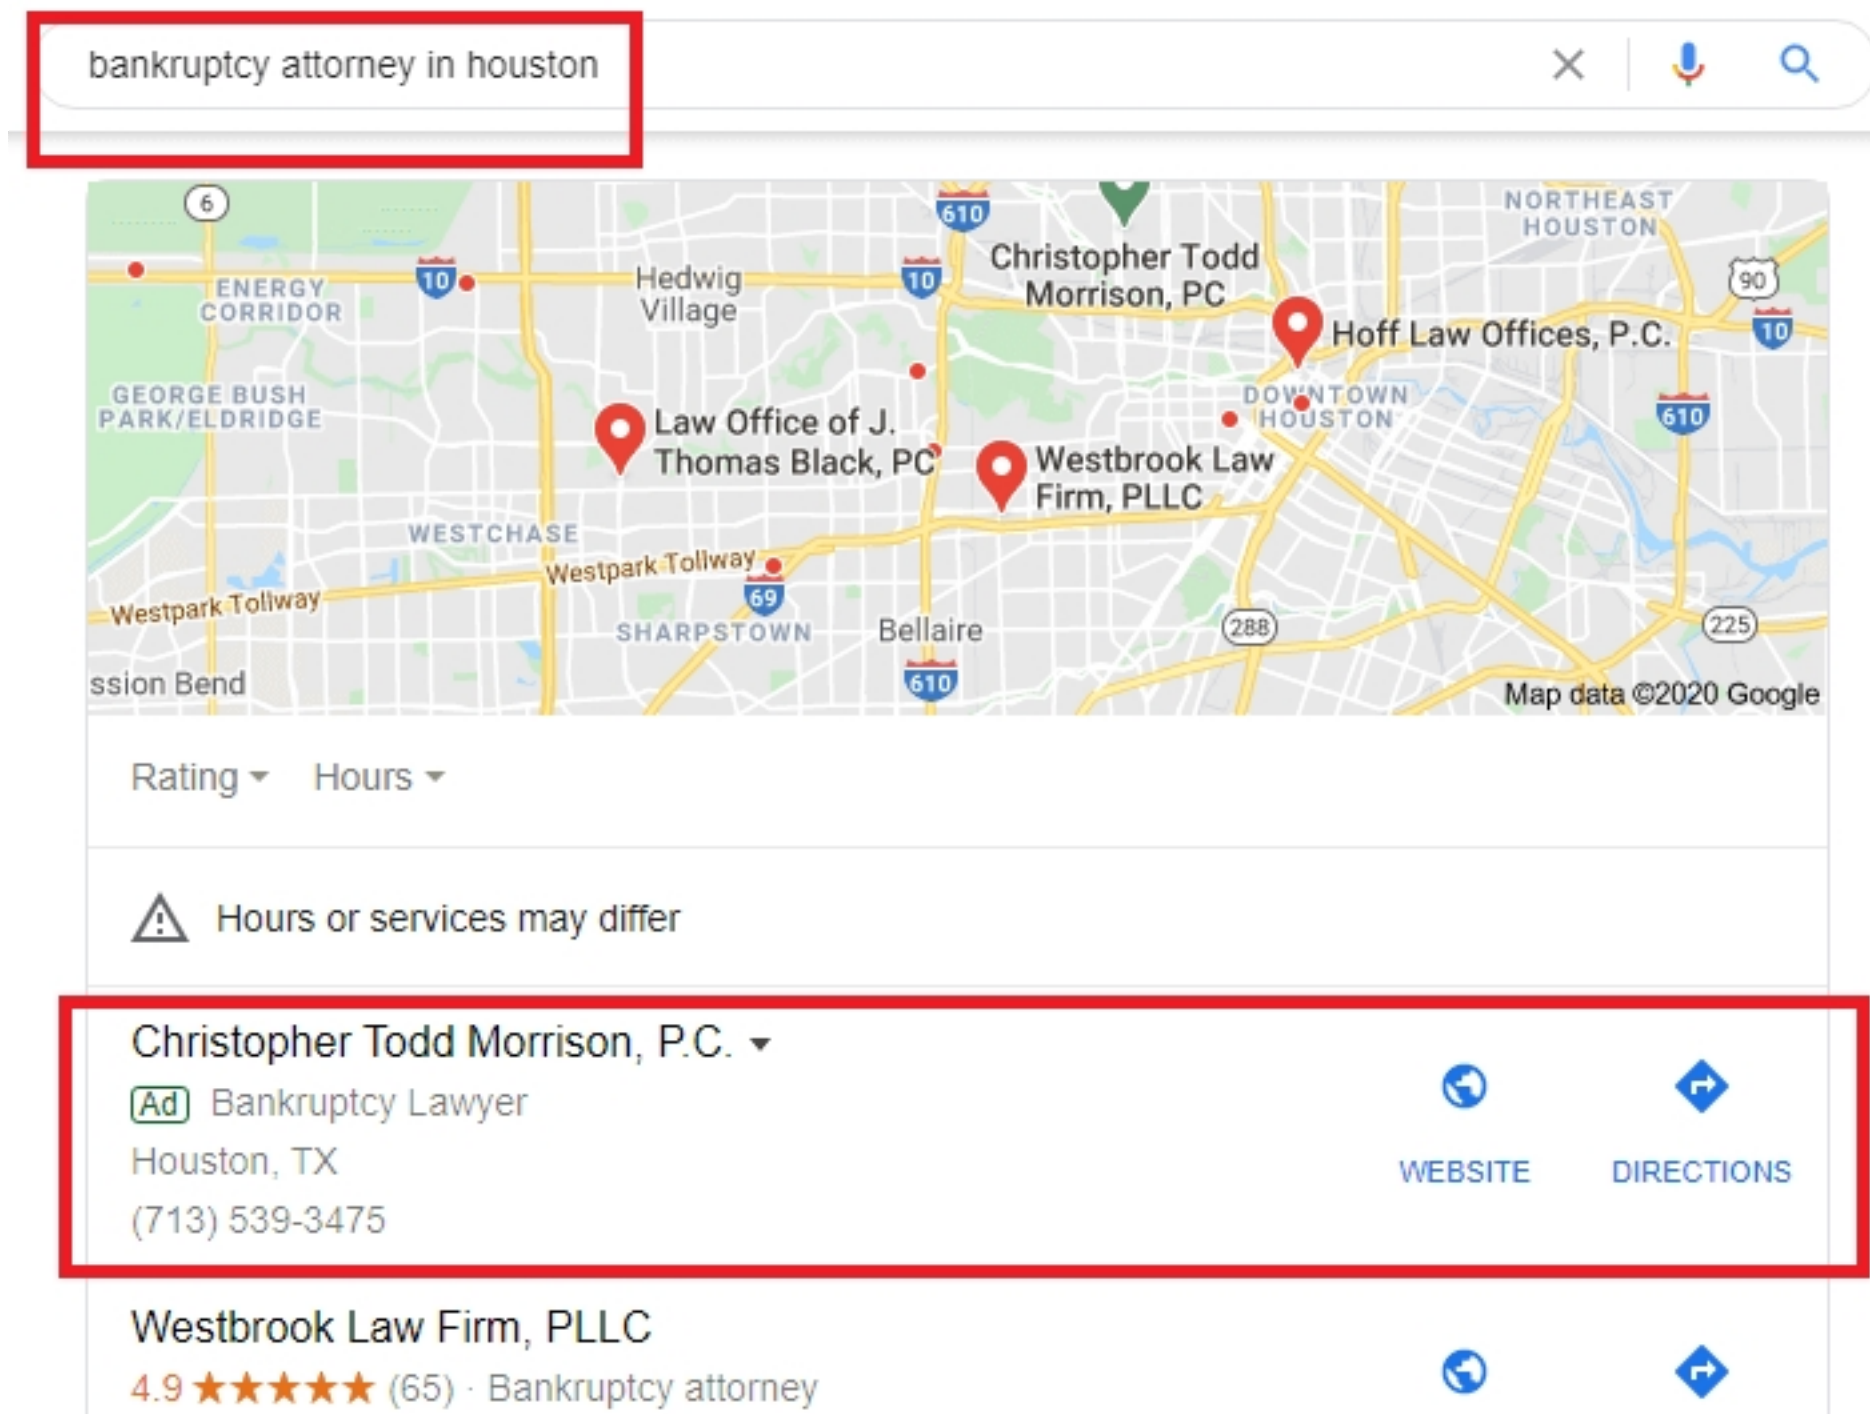 bankruptcy attorney in houston
6
610
NORTHEAST
HOUSTON
Christopher Todd
Morrison, PC
90
10
Hedwig
Village
10
ENERGY
CORRIDOR
10
Hoff Law Offices, P.C.
GEORGE BUSH
PARK/ELDRIDGE
DOWNTOWN
HOUSTON
610
Law Office of J.
Thomas Black, PC
Westbrook Law
Firm, PLLC
WESTCHASE
Westpark Tollway
Westpark Tollway
69
SHARPSTOWN
Bellaire
288
225
ssion Bend
610
Map data ©2020 Google
Rating
Hours
Hours or services may differ
Christopher Todd Morrison, P.C.
Ad Bankruptcy Lawyer
Houston, TX
(713) 539-3475
WEBSITE
DIRECTIONS
Westbrook Law Firm, PLLC
4.9 ★★★★★ (65) · Bankruptcy attorney